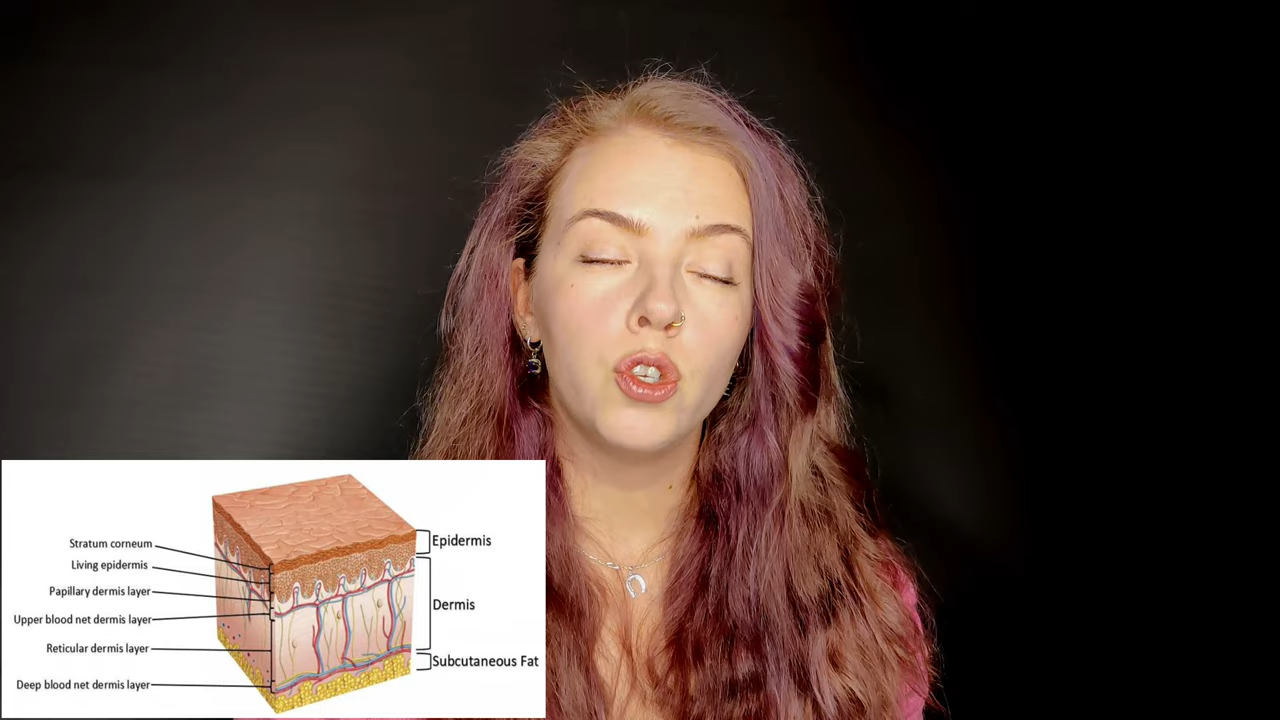 Stratum corneum
Living epidermis
Papillary dermis layer
Upper blood net dermis layer
Reticular dermis layer
Deep blood net dermis layer
Epidermis
Dermis
Subcutaneous Fat